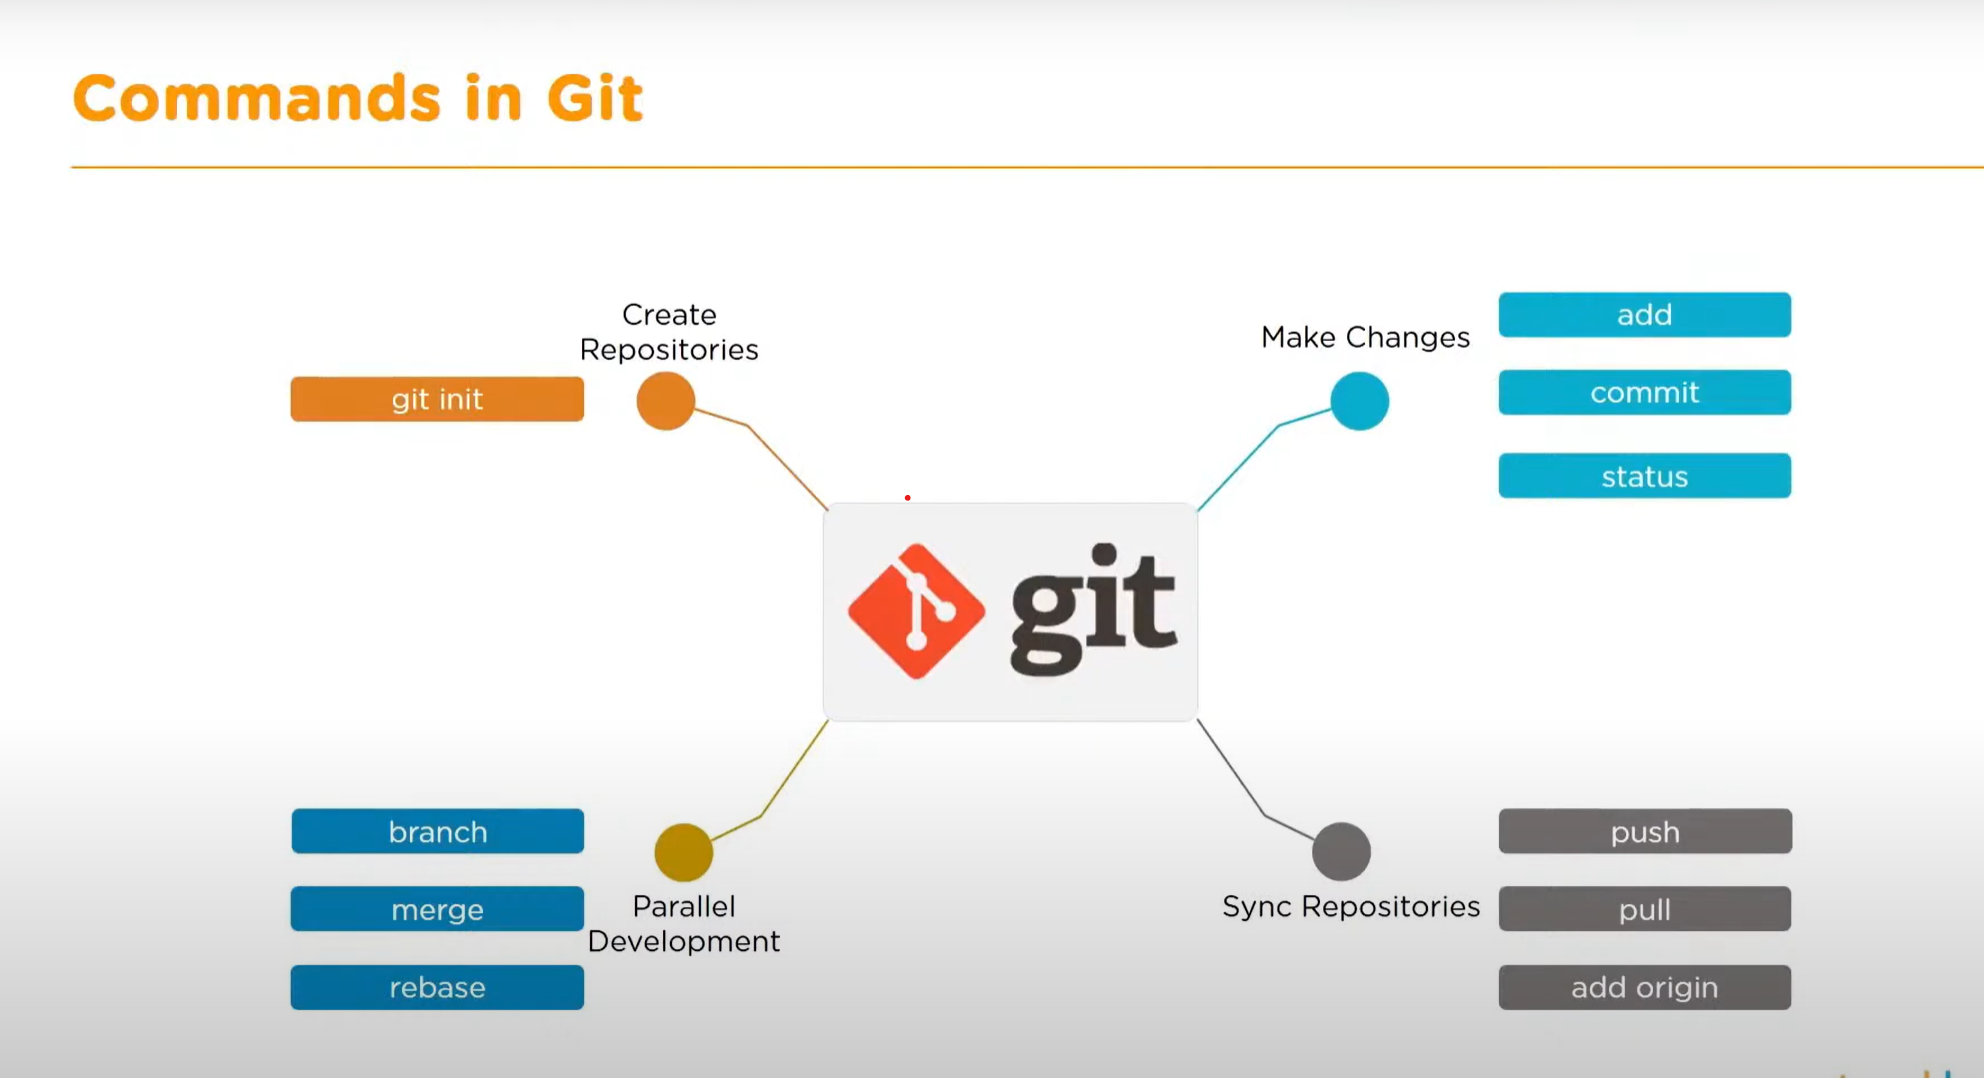 Commands in Git
Create
Repositories
git init
Make Changes
add
commit
status
git
branch
merge
rebase
Parallel
Development
Sync Repositories
push
pull
add origin